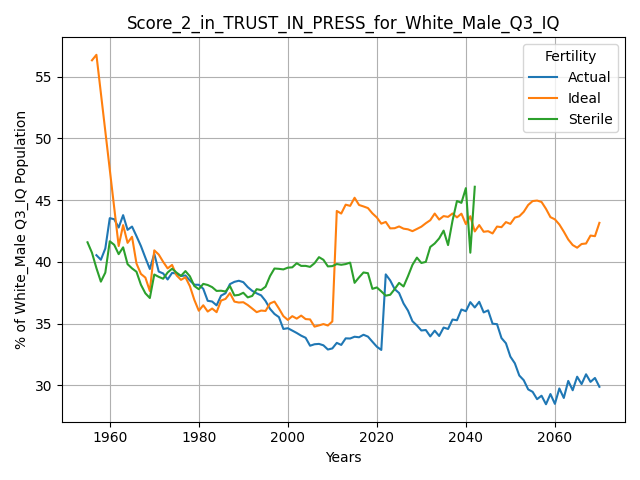 Score_2_in_TRUST_IN_PRESS_for_White_Male_Q3_IQ
% of White_Male Q3_IQ Population
55
50
45
40
35
30
Fertility
Actual
Ideal
Sterile
1960 1980 2000 2020 2040 2060
Years